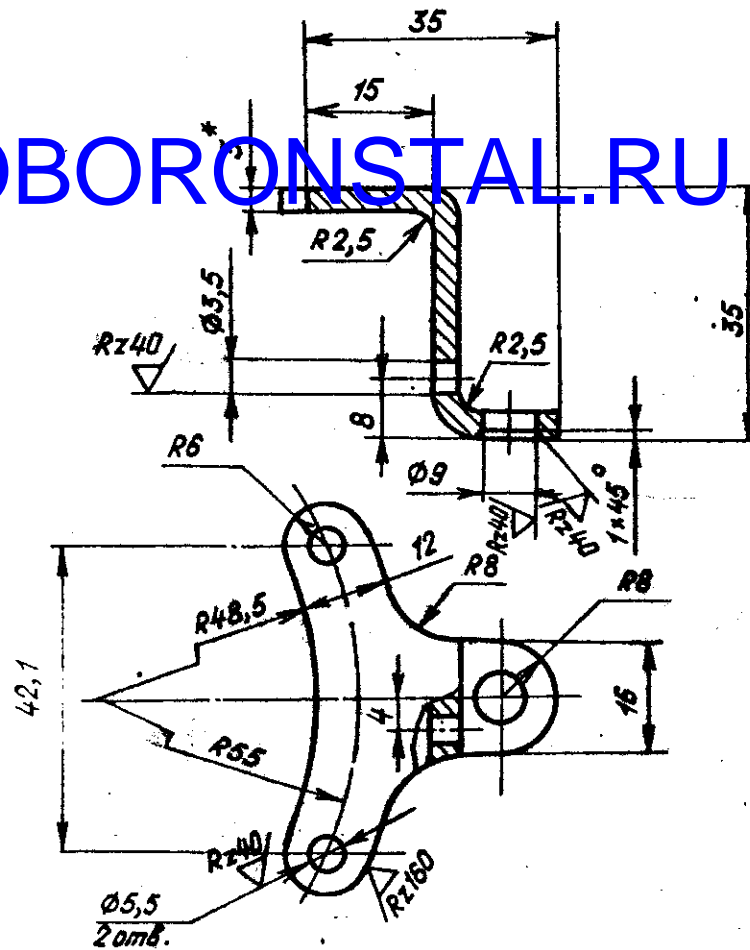 35
15
OBORONSTAL.RU
R2,5
Ø3,5
35
Rz40
R2,5
8
R6
Ø9
Rz40
Rz40
1×45°
12
R8
R8
R48,5
42,1
4
16
R55
Rz40
Rz160
Ø5,5
2 отв.